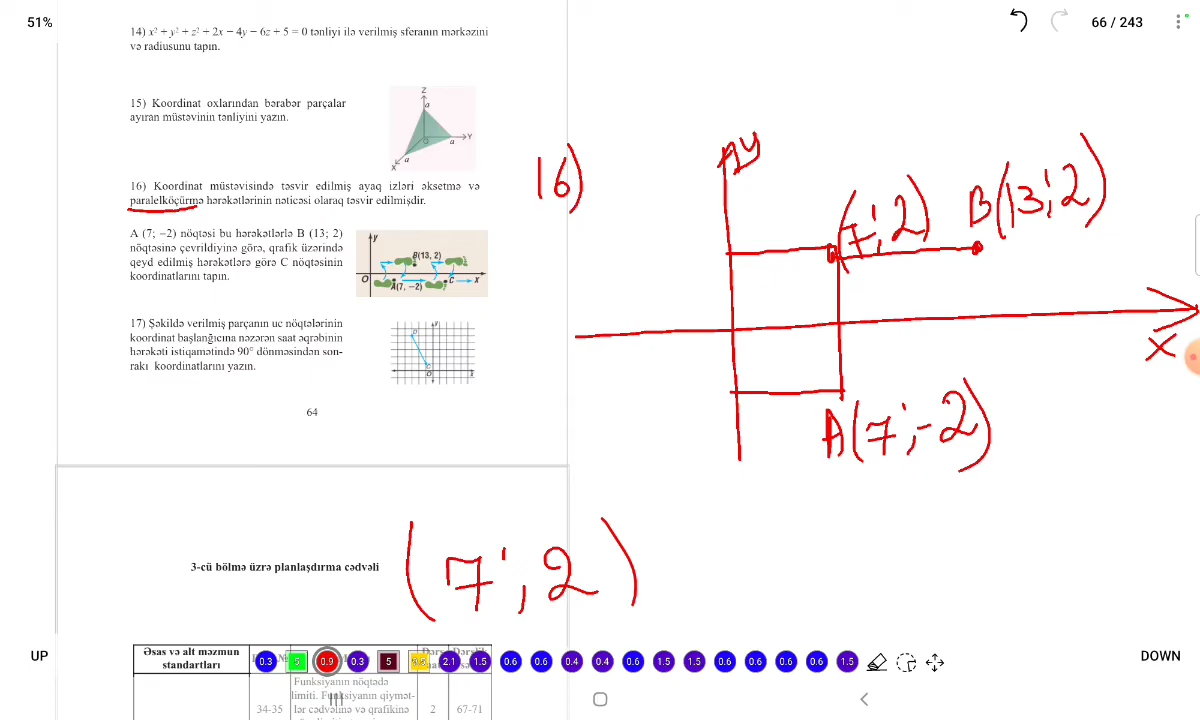 51%
66 / 243
14) x² + y² + z² + 2x − 4y − 6z + 5 = 0 tənliyi ilə verilmiş sferanın mərkəzini
və radiusunu tapın.
15) Koordinat oxlarından bərabər parçalar
ayıran müstəvinin tənliyini yazın.
Z
a
O
a
Y
a
X
16) Koordinat müstəvisində təsvir edilmiş ayaq izləri əksetmə və
paralelköçürmə hərəkətlərinin nəticəsi olaraq təsvir edilmişdir.
A (7; −2) nöqtəsi bu hərəkətlərlə B (13; 2)
nöqtəsinə çevrildiyinə görə, qrafik üzərində
qeyd edilmiş hərəkətlərə görə C nöqtəsinin
koordinatlarını tapın.
y
B(13, 2)
O
C
x
A(7, −2)
17) Şəkildə verilmiş parçanın uc nöqtələrinin
koordinat başlanğıcına nəzərən saat əqrəbinin
hərəkəti istiqamətində 90° dönməsindən son-
rakı koordinatlarını yazın.
y
D
C
O
x
64
16)
y
(7; 2)
B(13; 2)
x
A(7; -2)
(7; 2)
3-cü bölmə üzrə planlaşdırma cədvəli
Əsas və alt məzmun
standartları
0.3 5 0.9 0.3 5 2.1 1.5 0.6 0.6 0.4 0.4 0.6 1.5 1.5 0.6 0.6 0.6 0.6 1.5
UP
DOWN
Funksiyanın nöqtədə
limiti. Funksiyanın qiymət-
34-35 lər cədvəlinə və qrafikinə 2 67-71